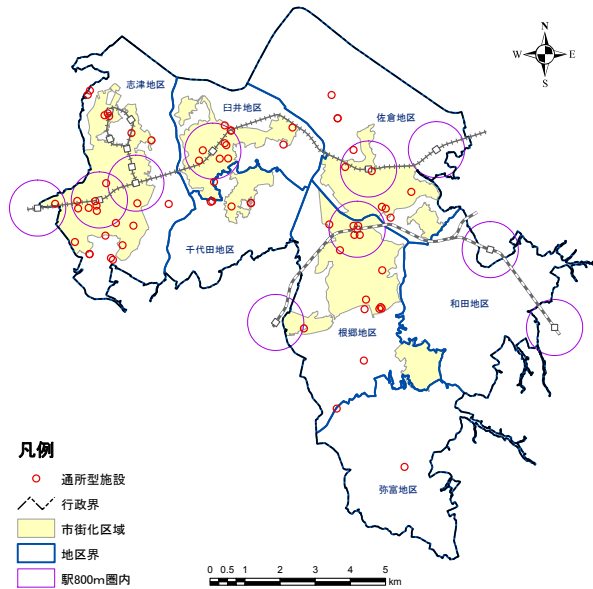 N
W E
S
志津地区
臼井地区
佐倉地区
千代田地区
和田地区
根郷地区
弥富地区
凡例
通所型施設
行政界
市街化区域
地区界
駅800m圏内
0 0.5 1 2 3 4 5
km